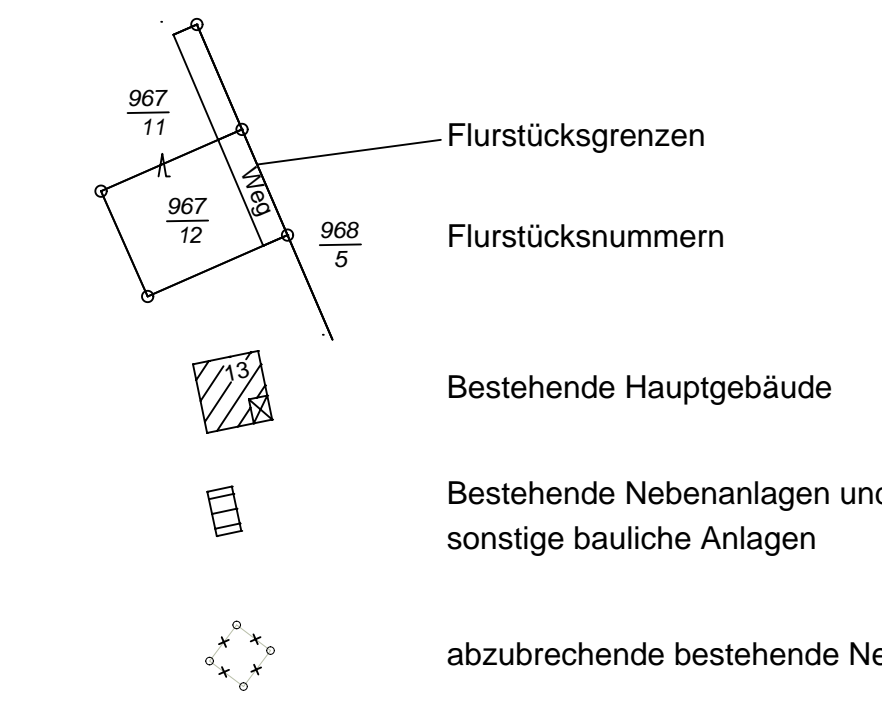 967
11
Flurstücksgrenzen
Weg
967
12
968
5
Flurstücksnummern
13
Bestehende Hauptgebäude
Bestehende Nebenanlagen und
sonstige bauliche Anlagen
abzubrechende bestehende Ne